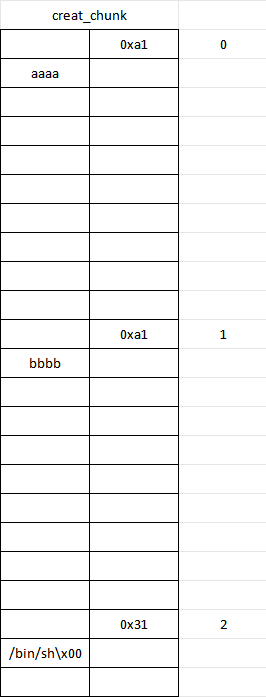 creat_chunk
0xa1 0
aaaa
0xa1 1
bbbb
0x31 2
/bin/sh\x00